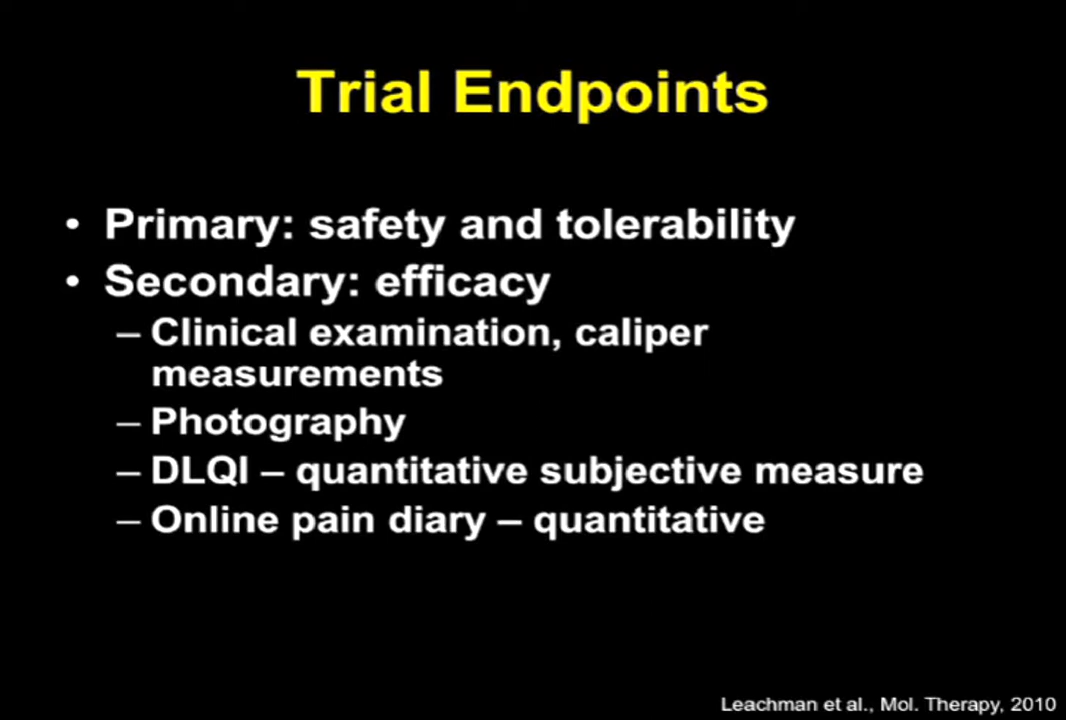 Trial Endpoints
• Primary: safety and tolerability
• Secondary: efficacy
– Clinical examination, caliper
measurements
– Photography
– DLQI – quantitative subjective measure
– Online pain diary – quantitative
Leachman et al., Mol. Therapy, 2010